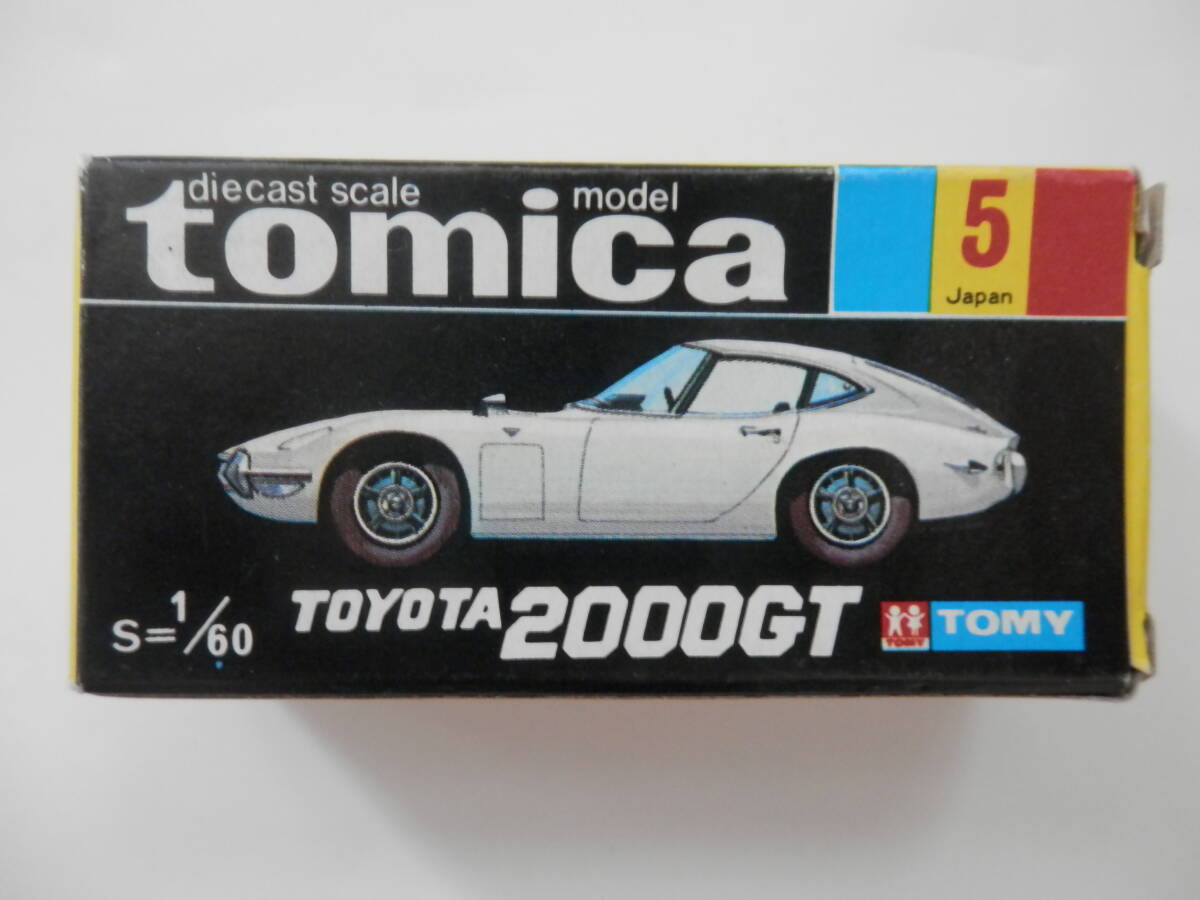 diecast scale model
tomica
5
Japan
S=1/60
TOYOTA 2000GT
TOMY
TOMY